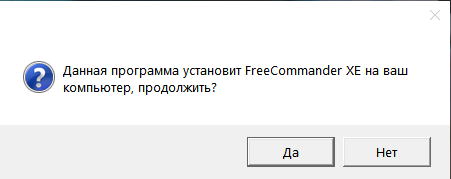 Данная программа установит FreeCommander XE на ваш
компьютер, продолжить?
Да
Нет